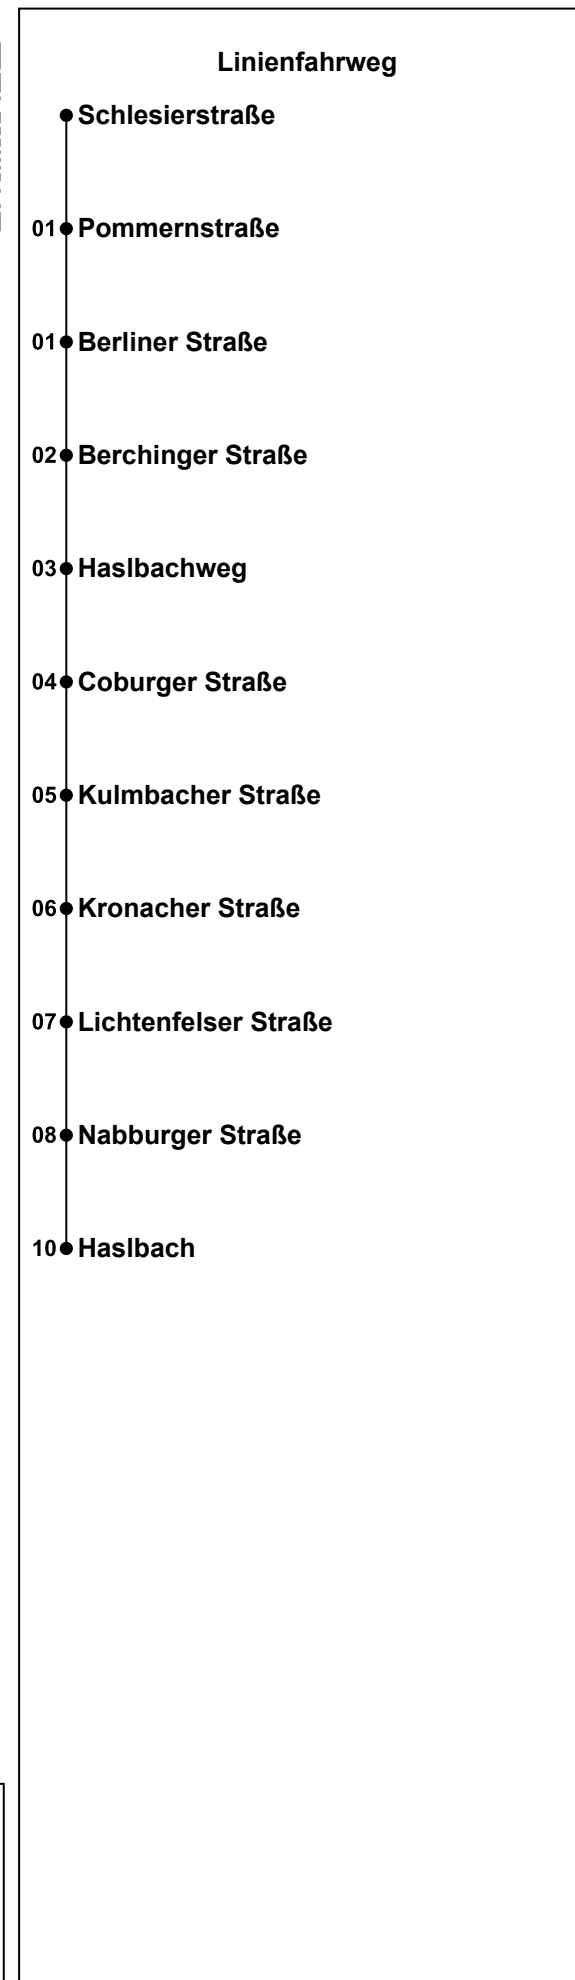 Linienfahrweg
Schlesierstraße
01 Pommernstraße
01 Berliner Straße
02 Berchinger Straße
03 Haslbachweg
04 Coburger Straße
05 Kulmbacher Straße
06 Kronacher Straße
07 Lichtenfelser Straße
08 Nabburger Straße
10 Haslbach